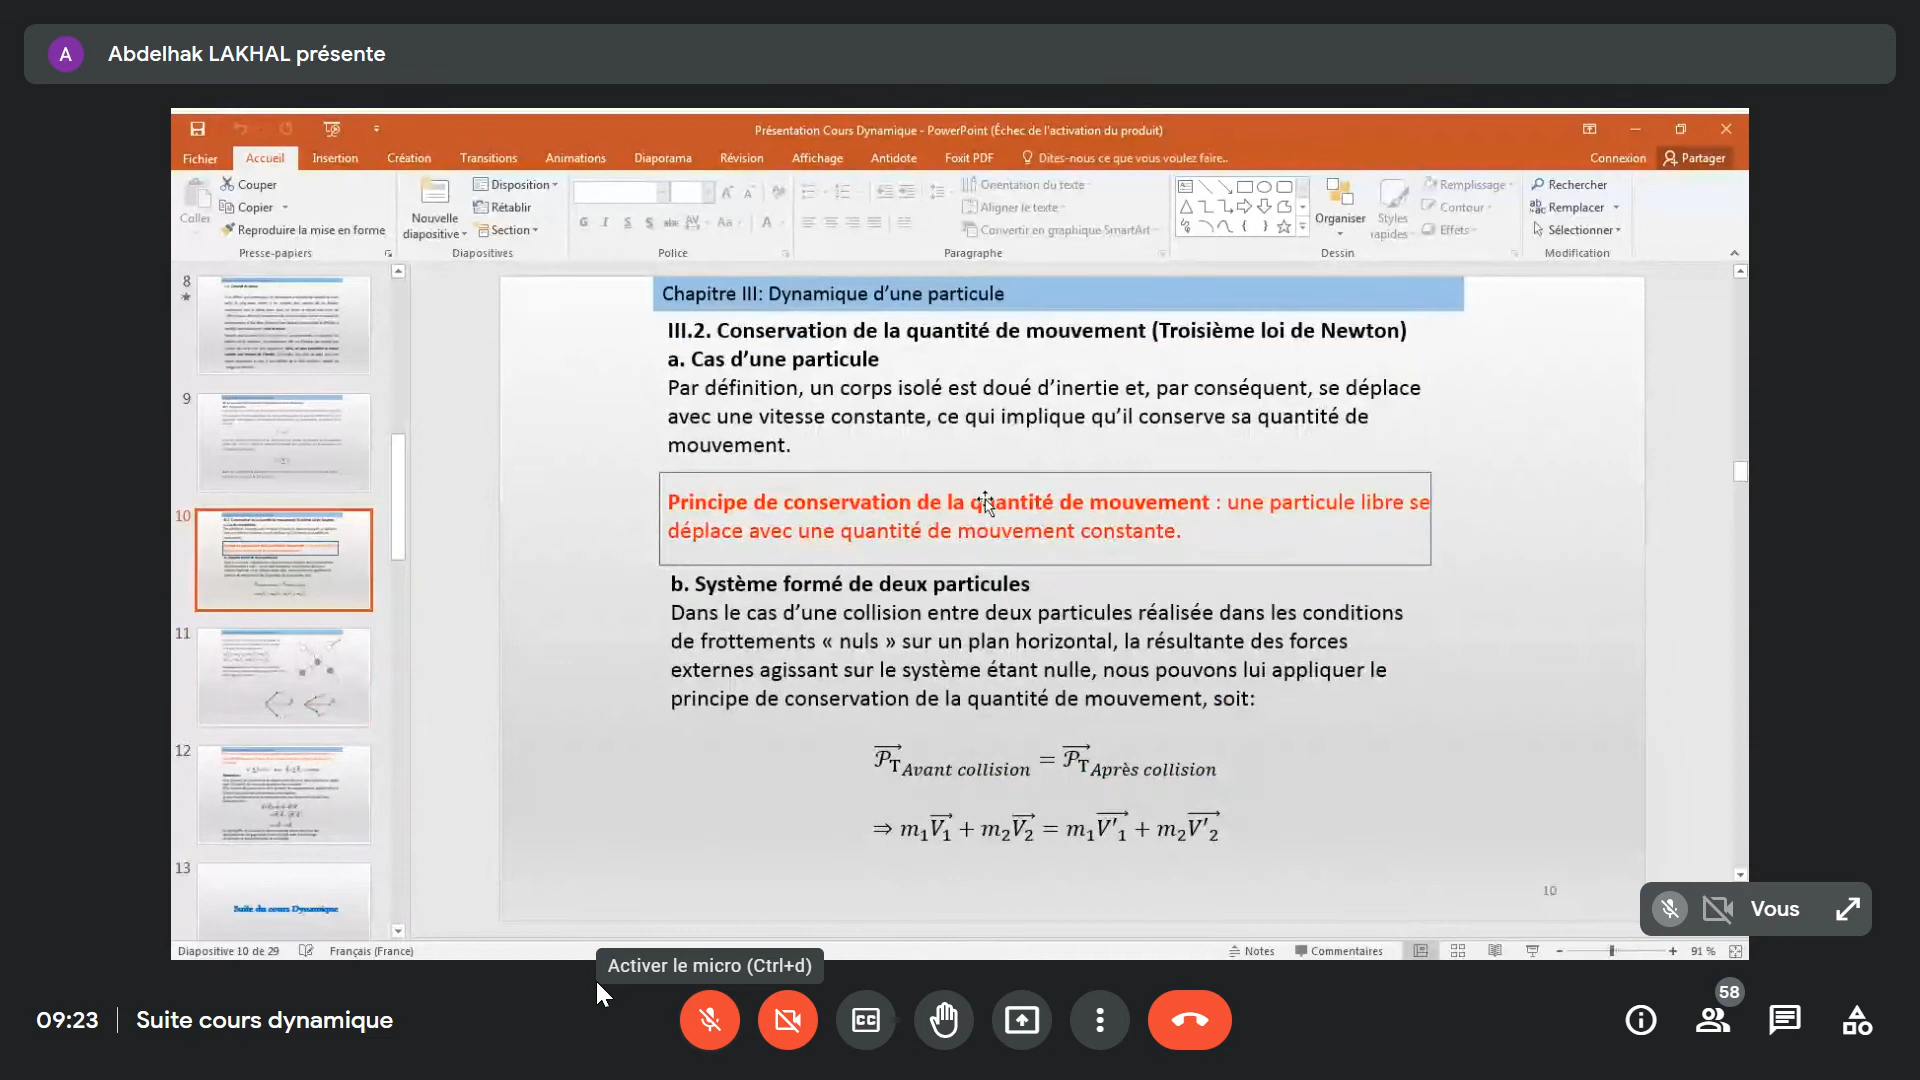 A
Abdelhak LAKHAL présente
Présentation Cours Dynamique - PowerPoint (Échec de l'activation du produit)
Fichier Accueil Insertion Création Transitions Animations Diaporama Révision Affichage Antidote Foxit PDF Dites-nous ce que vous voulez faire.. Connexion Partager
Coller
Couper
Copier
Reproduire la mise en forme
Presse-papiers
Nouvelle
diapositive
Disposition
Rétablir
Section
Diapositives
G I S S abc AV Aa A
Police
Orientation du texte
Aligner le texte
Convertir en graphique SmartArt
Paragraphe
Organiser
Styles
rapides
Remplissage
Contour
Effets
Dessin
Rechercher
Remplacer
Sélectionner
Modification
8
9
10
11
12
13
Suite du cours Dynamique
Chapitre III: Dynamique d'une particule
III.2. Conservation de la quantité de mouvement (Troisième loi de Newton)
a. Cas d'une particule
Par définition, un corps isolé est doué d'inertie et, par conséquent, se déplace
avec une vitesse constante, ce qui implique qu'il conserve sa quantité de
mouvement.
Principe de conservation de la quantité de mouvement : une particule libre se
déplace avec une quantité de mouvement constante.
b. Système formé de deux particules
Dans le cas d'une collision entre deux particules réalisée dans les conditions
de frottements « nuls » sur un plan horizontal, la résultante des forces
externes agissant sur le système étant nulle, nous pouvons lui appliquer le
principe de conservation de la quantité de mouvement, soit:
𝒫⃗_T Avant collision = 𝒫⃗_T Après collision
⇒ m₁V⃗₁ + m₂V⃗₂ = m₁V⃗'₁ + m₂V⃗'₂
10
Vous
Diapositive 10 de 29 Français (France) Notes Commentaires 91 %
Activer le micro (Ctrl+d)
09:23 Suite cours dynamique
CC
58